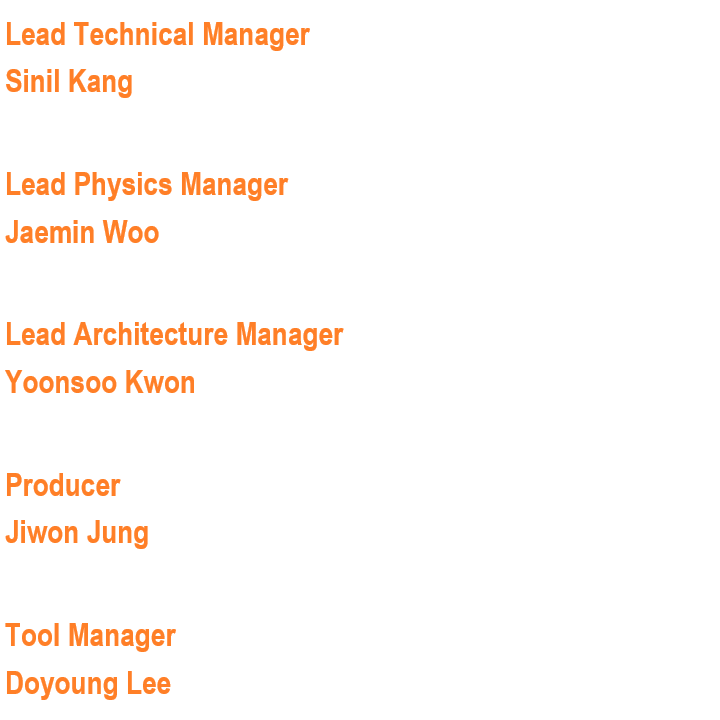 Lead Technical Manager
Sinil Kang
Lead Physics Manager
Jaemin Woo
Lead Architecture Manager
Yoonsoo Kwon
Producer
Jiwon Jung
Tool Manager
Doyoung Lee